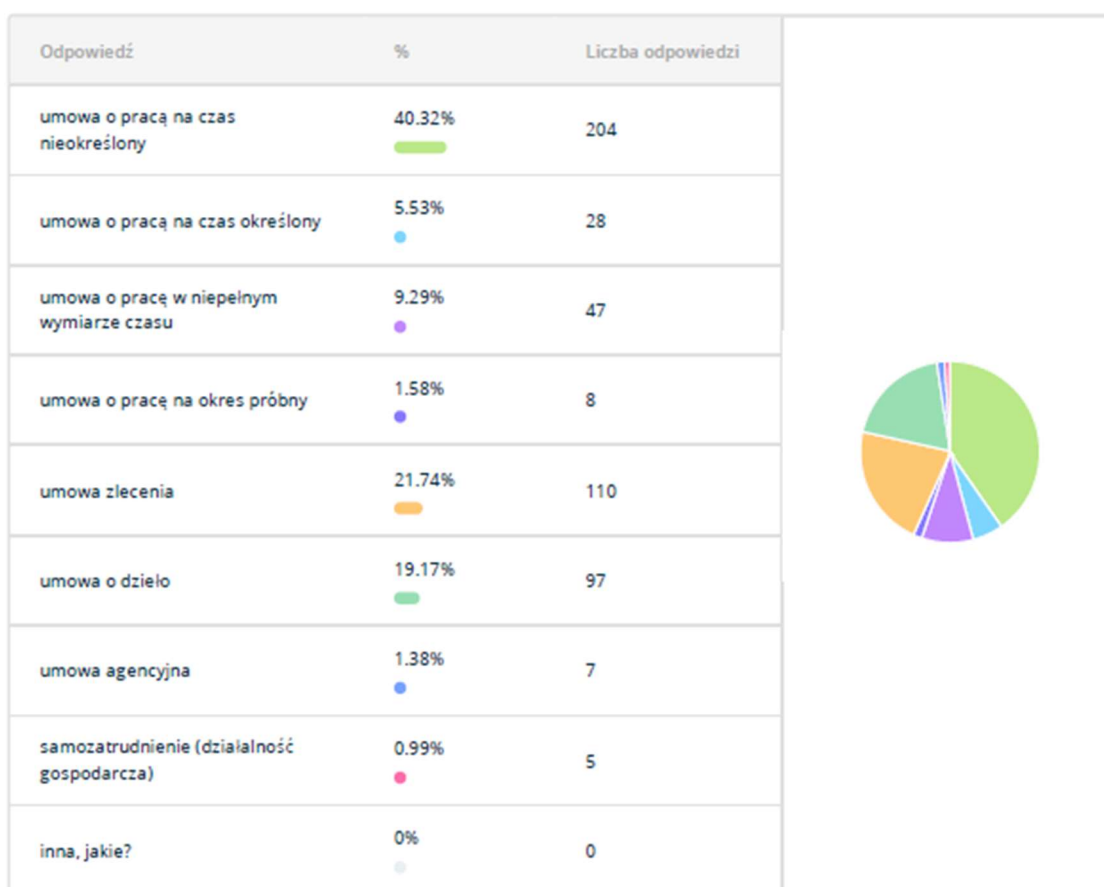 Odpowiedź % Liczba odpowiedzi
umowa o pracą na czas
nieokreślony
40.32%
204
umowa o pracą na czas określony
5.53%
28
umowa o pracę w niepełnym
wymiarze czasu
9.29%
47
umowa o pracę na okres próbny
1.58%
8
umowa zlecenia
21.74%
110
umowa o dzieło
19.17%
97
umowa agencyjna
1.38%
7
samozatrudnienie (działalność
gospodarcza)
0.99%
5
inna, jakie?
0%
0